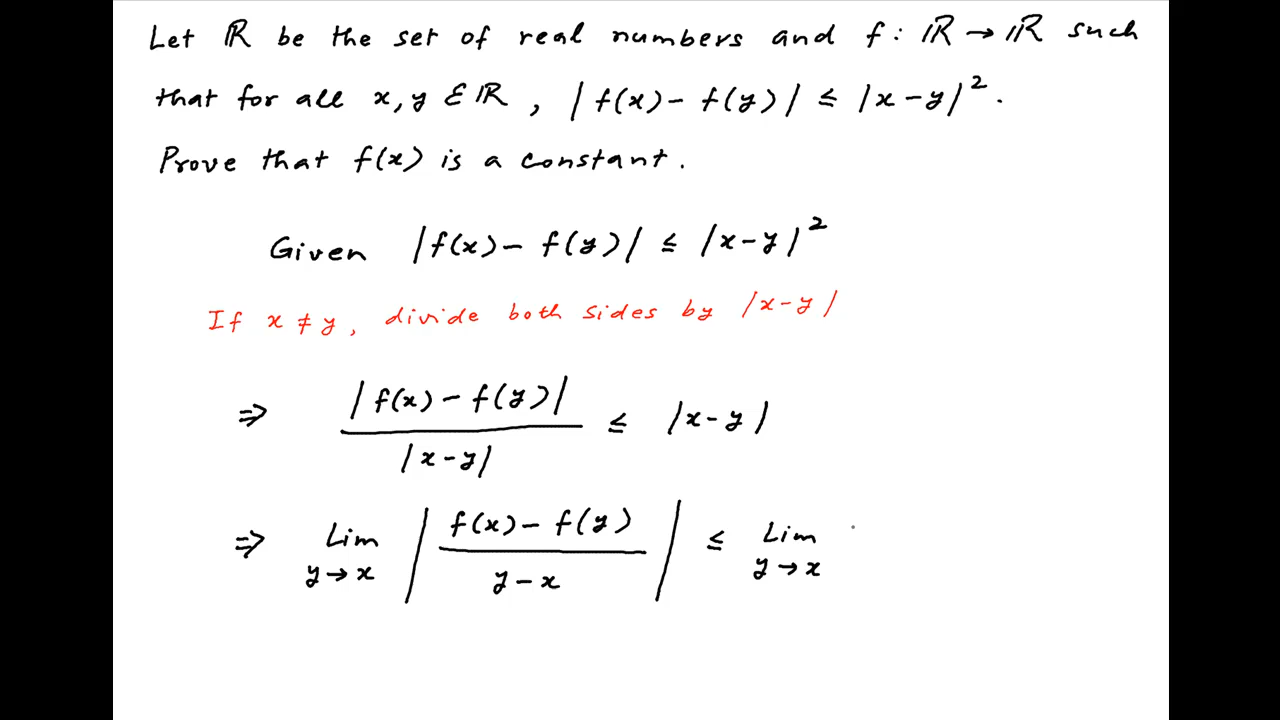 Let ℝ be the set of real numbers and f: ℝ → ℝ such
that for all x, y ∈ ℝ, |f(x) - f(y)| ≤ |x - y|².
Prove that f(x) is a constant.
Given |f(x) - f(y)| ≤ |x - y|²
If x ≠ y, divide both sides by |x - y|
⇒ |f(x) - f(y)| / |x - y| ≤ |x - y|
⇒ Lim y→x | (f(x) - f(y)) / (y - x) | ≤ Lim y→x